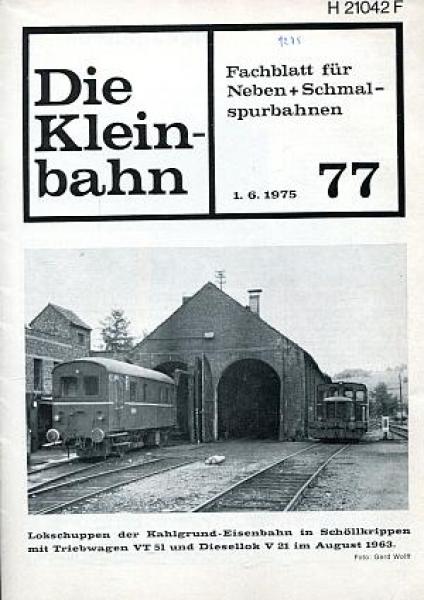 H 21042 F
Die
Klein-
bahn
Fachblatt für
Neben+Schmal-
spurbahnen
1. 6. 1975 77
Lokschuppen der Kahlgrund-Eisenbahn in Schöllkrippen
mit Triebwagen VT 51 und Diesellok V 21 im August 1963.
Foto: Gerd Wolff